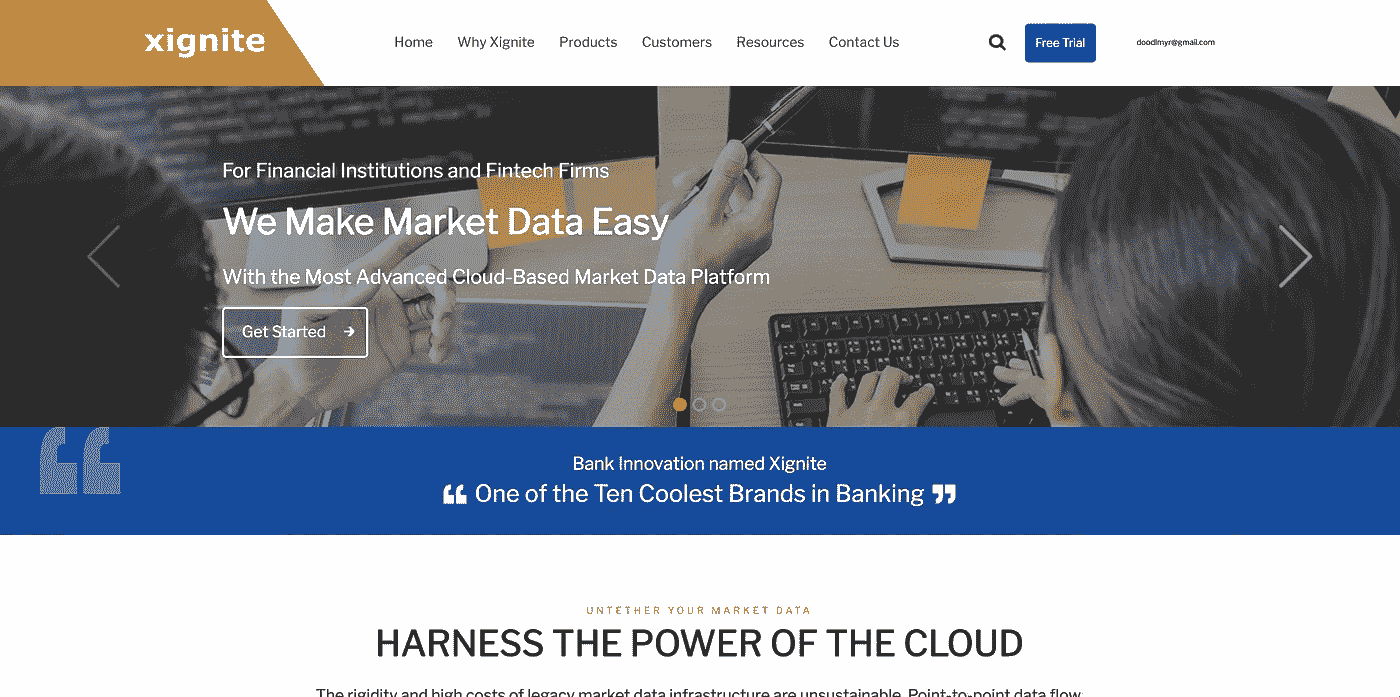 xignite
Home Why Xignite Products Customers Resources Contact Us Free Trial doodlmyr@gmail.com
For Financial Institutions and Fintech Firms
We Make Market Data Easy
With the Most Advanced Cloud-Based Market Data Platform
Get Started
Bank Innovation named Xignite
“ One of the Ten Coolest Brands in Banking ”
UNTETHER YOUR MARKET DATA
HARNESS THE POWER OF THE CLOUD
The rigidity and high costs of legacy market data infrastructure are unsustainable. Point-to-point data flow